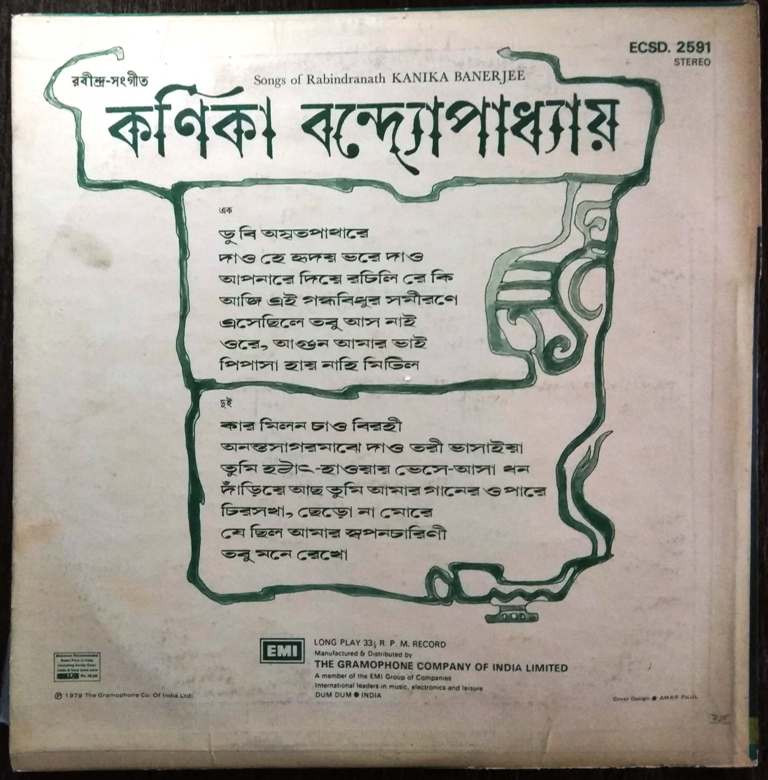 ECSD. 2591
STEREO
রবীন্দ্র-সংগীত
Songs of Rabindranath KANIKA BANERJEE
কণিকা বন্দ্যোপাধ্যায়
এক
ডুবি অমৃতপাথারে
দাও হে হৃদয় ভরে দাও
আপনারে দিয়ে রচিলি রে কি
আজি এই গন্ধবিধুর সমীরণে
এসেছিলে তবু আস নাই
ওরে, আগুন আমার ভাই
পিপাসা হায় নাহি মিটিল
দুই
কার মিলন চাও বিরহী
অনন্তসাগরমাঝে দাও তরী ভাসাইয়া
তুমি হঠাৎ-হাওয়ায় ভেসে-আসা ধন
দাঁড়িয়ে আছ তুমি আমার গানের ওপারে
চিরসখা, ছেড়ো না মোরে
যে ছিল আমার স্বপনচারিণী
তবু মনে রেখো
EMI
LONG PLAY 33⅓ R. P. M. RECORD
Manufactured & Distributed by
THE GRAMOPHONE COMPANY OF INDIA LIMITED
A member of the EMI Group of Companies
International leaders in music, electronics and leisure
DUM DUM ● INDIA
℗ 1979 The Gramophone Co. Of India Ltd.
Cover Design ●